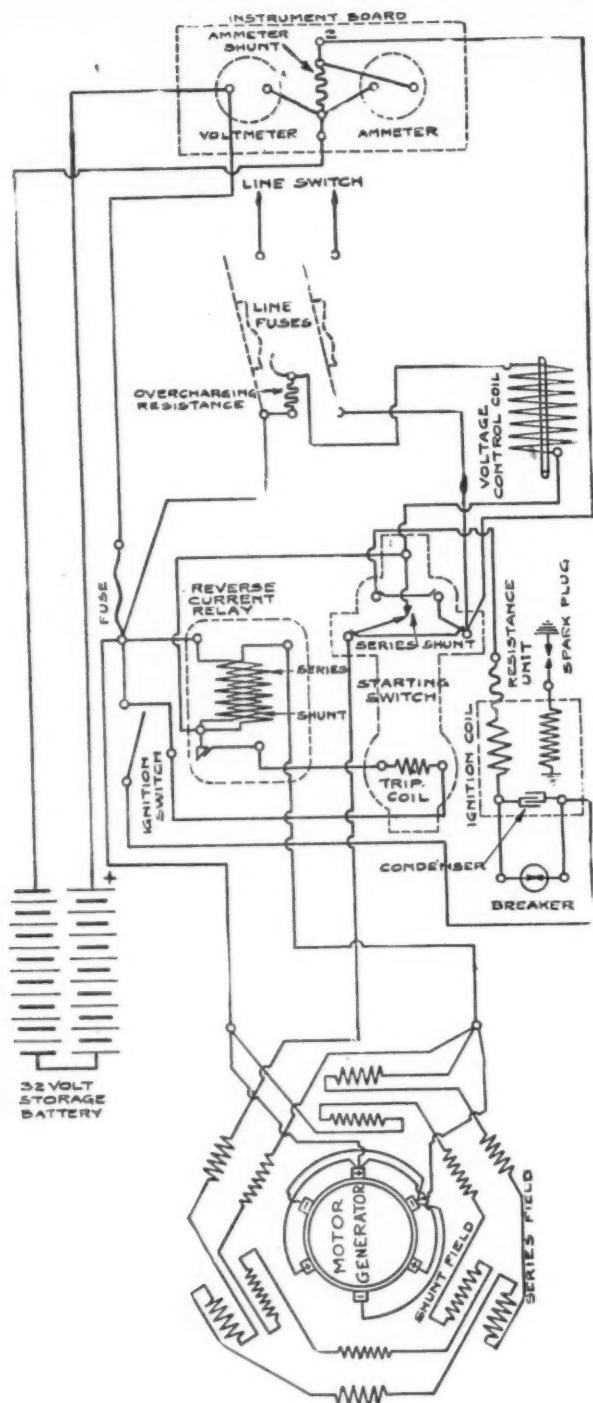 INSTRUMENT BOARD
AMMETER
SHUNT
2
VOLTMETER
AMMETER
LINE SWITCH
LINE
FUSES
OVERCHARGING
RESISTANCE
VOLTAGE
CONTROL COIL
FUSE
REVERSE
CURRENT
RELAY
SERIES
SHUNT
SERIES SHUNT
STARTING
SWITCH
RESISTANCE
UNIT
SPARK PLUG
IGNITION SWITCH
TRIP.
COIL
IGNITION COIL
CONDENSER
BREAKER
+
32 VOLT
STORAGE
BATTERY
MOTOR
GENERATOR
SHUNT FIELD
SERIES FIELD